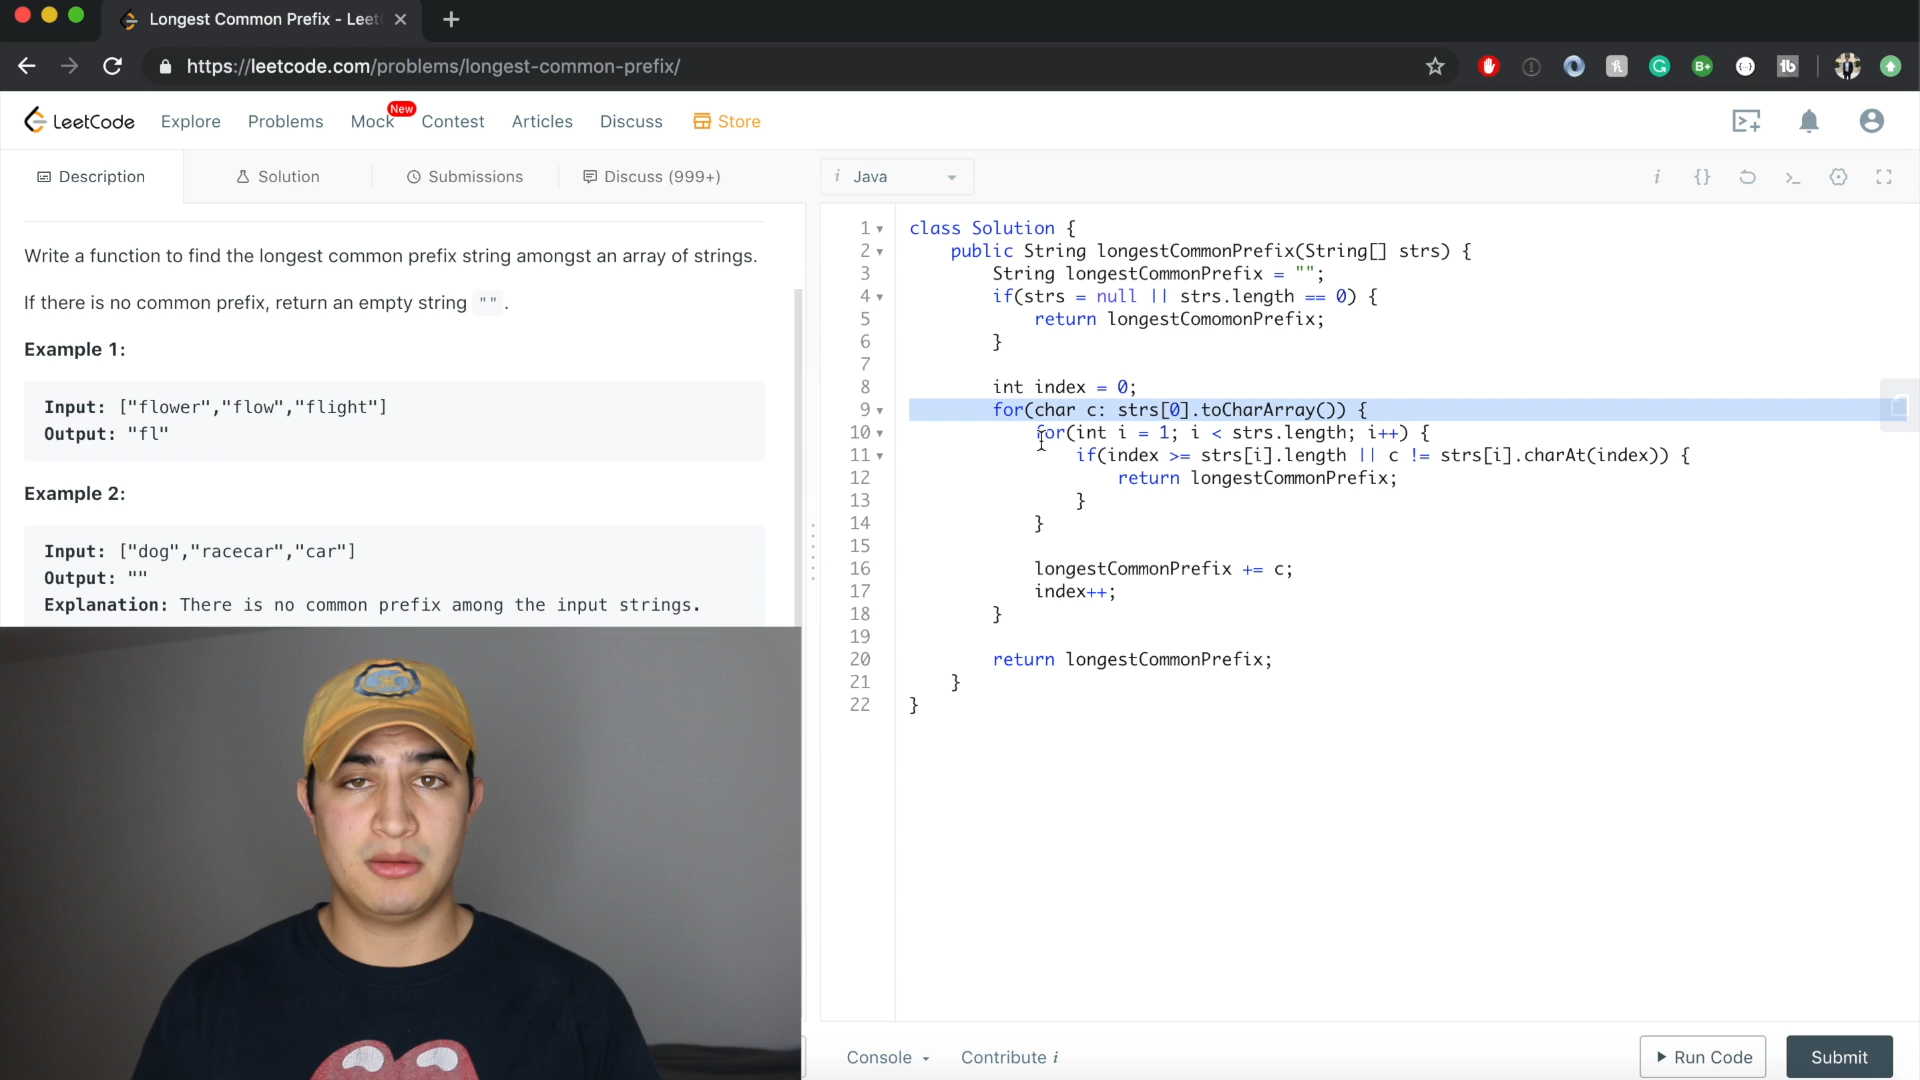 Longest Common Prefix - Leet
https://leetcode.com/problems/longest-common-prefix/
LeetCode Explore Problems Mock New Contest Articles Discuss Store
Description Solution Submissions Discuss (999+)
i Java
Write a function to find the longest common prefix string amongst an array of strings.
If there is no common prefix, return an empty string "".
Example 1:
Input: ["flower","flow","flight"]
Output: "fl"
Example 2:
Input: ["dog","racecar","car"]
Output: ""
Explanation: There is no common prefix among the input strings.
1 class Solution {
2 public String longestCommonPrefix(String[] strs) {
3 String longestCommonPrefix = "";
4 if(strs = null || strs.length == 0) {
5 return longestComomonPrefix;
6 }
7
8 int index = 0;
9 for(char c: strs[0].toCharArray()) {
10 for(int i = 1; i < strs.length; i++) {
11 if(index >= strs[i].length || c != strs[i].charAt(index)) {
12 return longestCommonPrefix;
13 }
14 }
15
16 longestCommonPrefix += c;
17 index++;
18 }
19
20 return longestCommonPrefix;
21 }
22 }
Console Contribute i
Run Code Submit